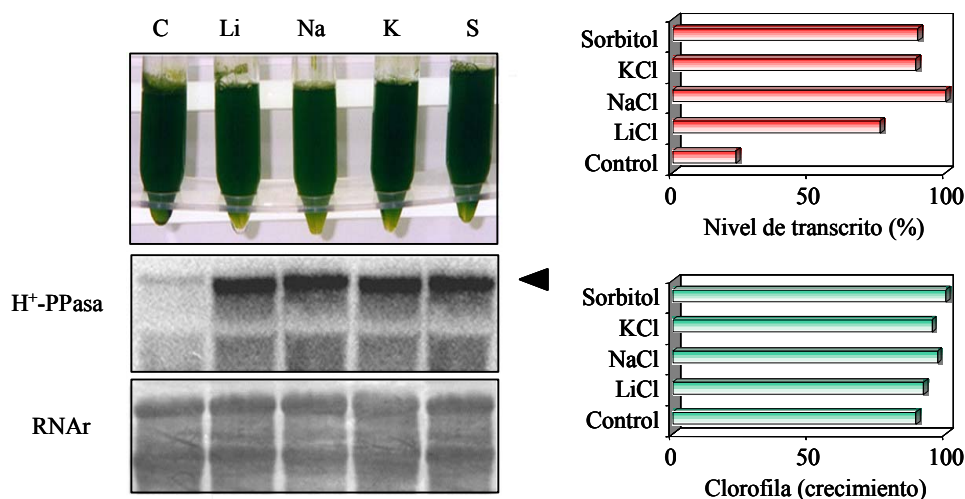 C Li Na K S
H⁺-PPasa
RNAr
Sorbitol
KCl
NaCl
LiCl
Control
0 50 100
Nivel de transcrito (%)
Sorbitol
KCl
NaCl
LiCl
Control
0 50 100
Clorofila (crecimiento)